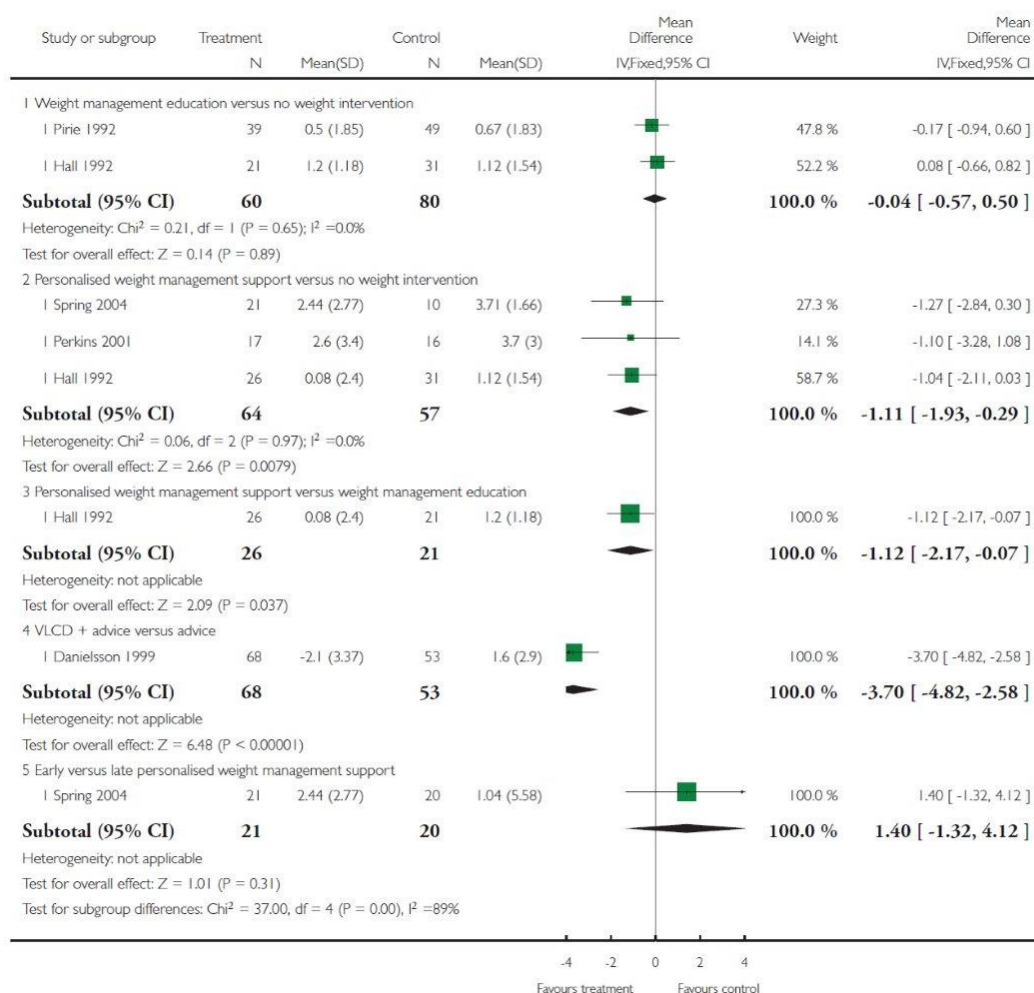 Study or subgroup Treatment Control Mean Difference Weight Mean Difference
N Mean(SD) N Mean(SD) IV,Fixed,95% CI IV,Fixed,95% CI
1 Weight management education versus no weight intervention
1 Pirie 1992 39 0.5 (1.85) 49 0.67 (1.83) 47.8 % -0.17 [ -0.94, 0.60 ]
1 Hall 1992 21 1.2 (1.18) 31 1.12 (1.54) 52.2 % 0.08 [ -0.66, 0.82 ]
Subtotal (95% CI) 60 80 100.0 % -0.04 [ -0.57, 0.50 ]
Heterogeneity: Chi² = 0.21, df = 1 (P = 0.65); I² =0.0%
Test for overall effect: Z = 0.14 (P = 0.89)
2 Personalised weight management support versus no weight intervention
1 Spring 2004 21 2.44 (2.77) 10 3.71 (1.66) 27.3 % -1.27 [ -2.84, 0.30 ]
1 Perkins 2001 17 2.6 (3.4) 16 3.7 (3) 14.1 % -1.10 [ -3.28, 1.08 ]
1 Hall 1992 26 0.08 (2.4) 31 1.12 (1.54) 58.7 % -1.04 [ -2.11, 0.03 ]
Subtotal (95% CI) 64 57 100.0 % -1.11 [ -1.93, -0.29 ]
Heterogeneity: Chi² = 0.06, df = 2 (P = 0.97); I² =0.0%
Test for overall effect: Z = 2.66 (P = 0.0079)
3 Personalised weight management support versus weight management education
1 Hall 1992 26 0.08 (2.4) 21 1.2 (1.18) 100.0 % -1.12 [ -2.17, -0.07 ]
Subtotal (95% CI) 26 21 100.0 % -1.12 [ -2.17, -0.07 ]
Heterogeneity: not applicable
Test for overall effect: Z = 2.09 (P = 0.037)
4 VLCD + advice versus advice
1 Danielsson 1999 68 -2.1 (3.37) 53 1.6 (2.9) 100.0 % -3.70 [ -4.82, -2.58 ]
Subtotal (95% CI) 68 53 100.0 % -3.70 [ -4.82, -2.58 ]
Heterogeneity: not applicable
Test for overall effect: Z = 6.48 (P < 0.00001)
5 Early versus late personalised weight management support
1 Spring 2004 21 2.44 (2.77) 20 1.04 (5.58) 100.0 % 1.40 [ -1.32, 4.12 ]
Subtotal (95% CI) 21 20 100.0 % 1.40 [ -1.32, 4.12 ]
Heterogeneity: not applicable
Test for overall effect: Z = 1.01 (P = 0.31)
Test for subgroup differences: Chi² = 37.00, df = 4 (P = 0.00), I² =89%
-4 -2 0 2 4
Favours treatment Favours control